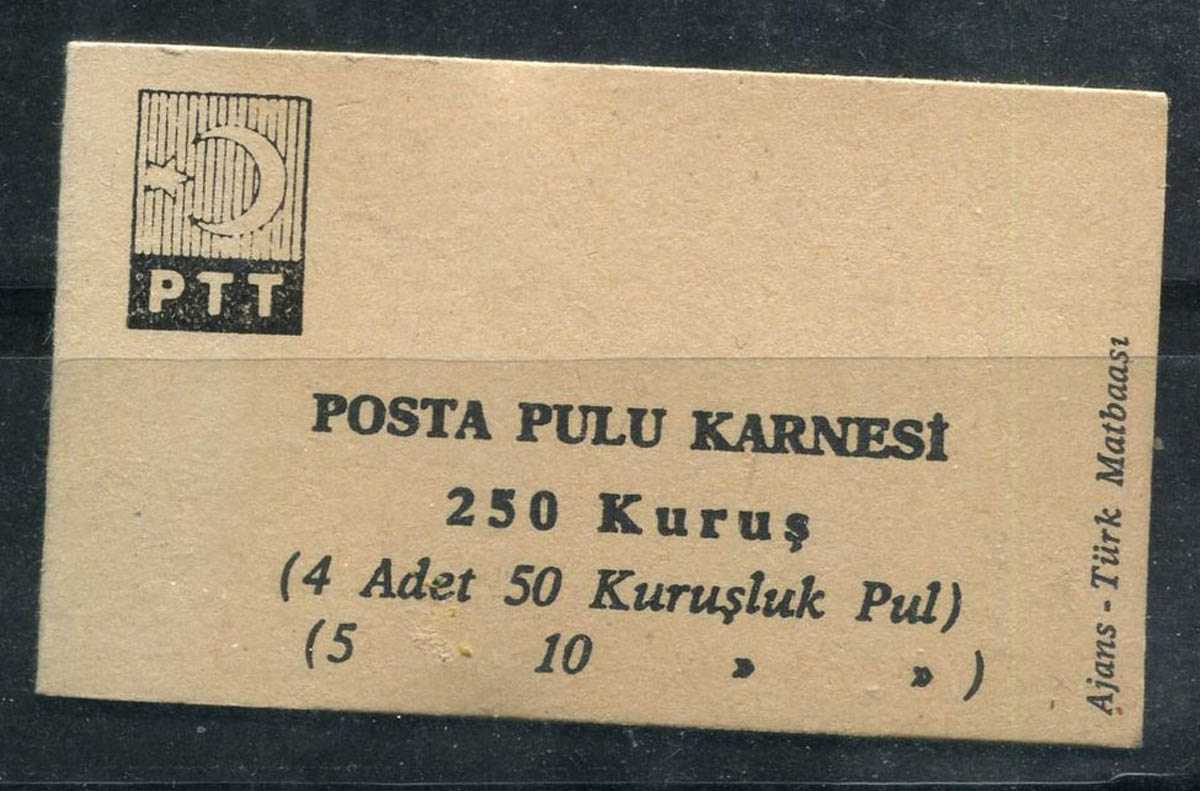 PTT
POSTA PULU KARNESİ
250 Kuruş
(4 Adet 50 Kuruşluk Pul)
(5 10 » » )
Ajans - Türk Matbaası